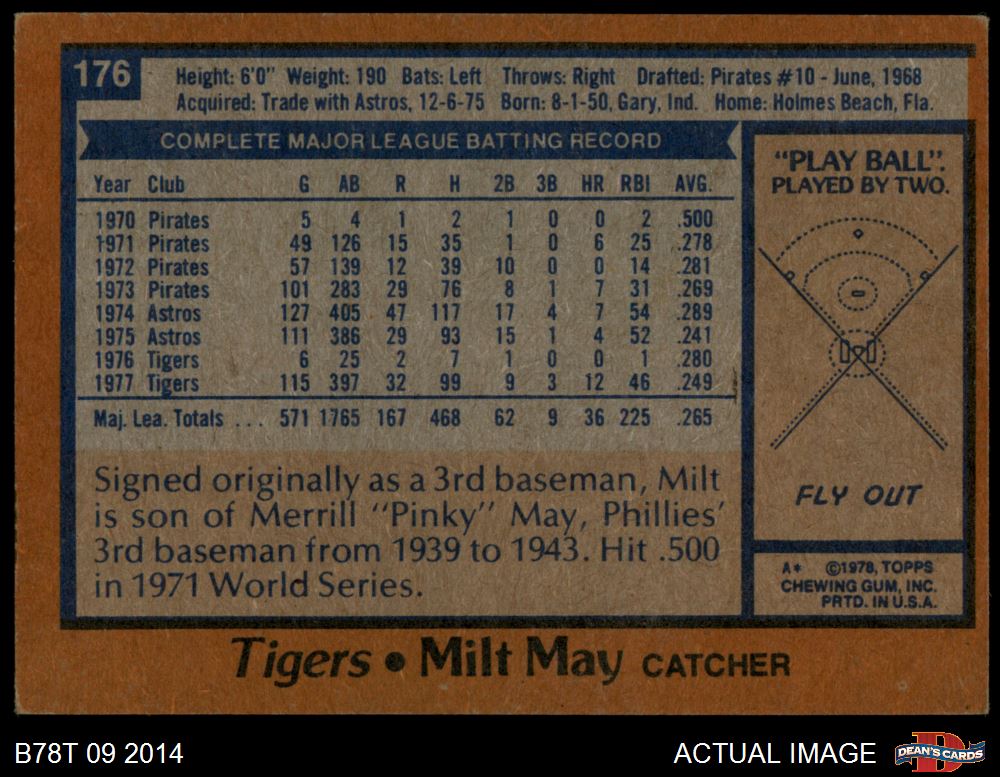 176
Height: 6'0" Weight: 190 Bats: Left Throws: Right Drafted: Pirates #10 - June, 1968
Acquired: Trade with Astros, 12-6-75 Born: 8-1-50, Gary, Ind. Home: Holmes Beach, Fla.
COMPLETE MAJOR LEAGUE BATTING RECORD
Year Club G AB R H 2B 3B HR RBI AVG.
1970 Pirates 5 4 1 2 1 0 0 2 .500
1971 Pirates 49 126 15 35 1 0 6 25 .278
1972 Pirates 57 139 12 39 10 0 0 14 .281
1973 Pirates 101 283 29 76 8 1 7 31 .269
1974 Astros 127 405 47 117 17 4 7 54 .289
1975 Astros 111 386 29 93 15 1 4 52 .241
1976 Tigers 6 25 2 7 1 0 0 1 .280
1977 Tigers 115 397 32 99 9 3 12 46 .249
Maj. Lea. Totals ... 571 1765 167 468 62 9 36 225 .265
Signed originally as a 3rd baseman, Milt
is son of Merrill "Pinky" May, Phillies'
3rd baseman from 1939 to 1943. Hit .500
in 1971 World Series.
"PLAY BALL".
PLAYED BY TWO.
FLY OUT
A* ©1978, TOPPS
CHEWING GUM, INC.
PRTD. IN U.S.A.
Tigers • Milt May CATCHER
B78T 09 2014
ACTUAL IMAGE
D
DEAN'S CARDS